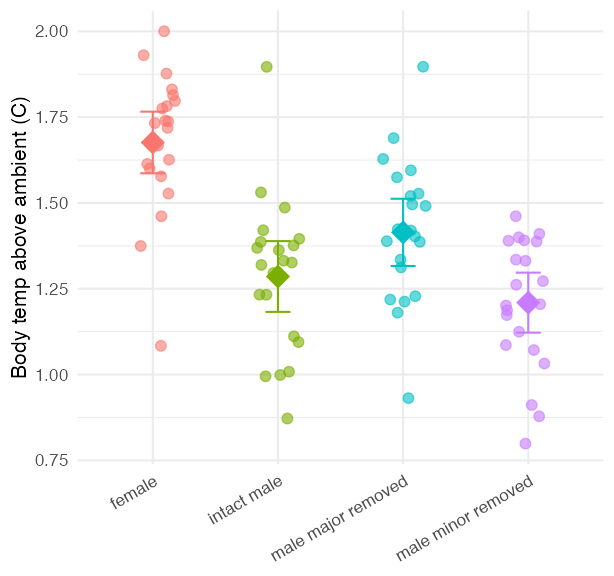 Body temp above ambient (C)
2.00
1.75
1.50
1.25
1.00
0.75
female
intact male
male major removed
male minor removed